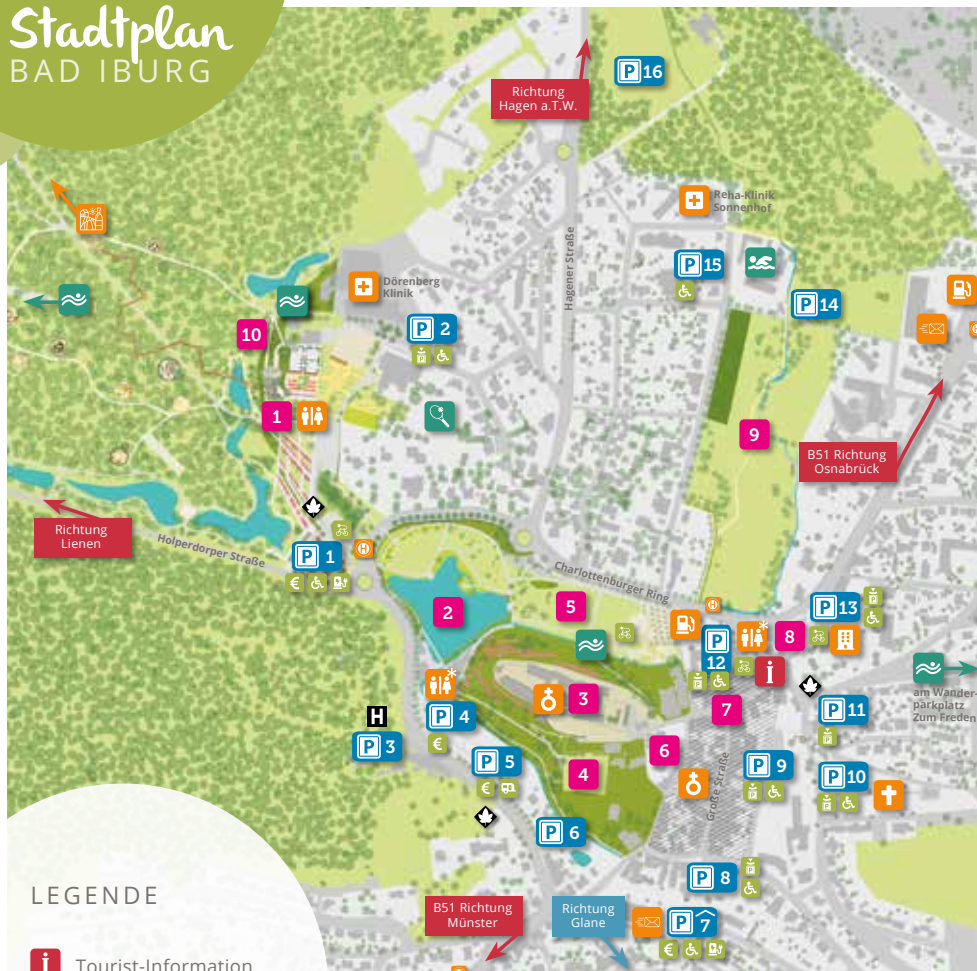 Stadtplan
BAD IBURG
Richtung
Hagen a.T.W.
P 16
Reha-Klinik
Sonnenhof
Hagener Straße
P 15
P 14
Dörenberg
Klinik
10
P 2
1
9
B51 Richtung
Osnabrück
Richtung
Lienen
Holperdorper Straße
P 1
€
H
Charlottenburger Ring
2
5
H
P 13
P
12
8
i
*
3
7
*
P 4
€
H
P 3
am Wander-
parkplatz
Zum Freden
P 11
P 5
€
6
4
Große Straße
P 9
P 10
P 6
P 8
B51 Richtung
Münster
Richtung
Glane
P 7
€
LEGENDE
i Tourist-Information